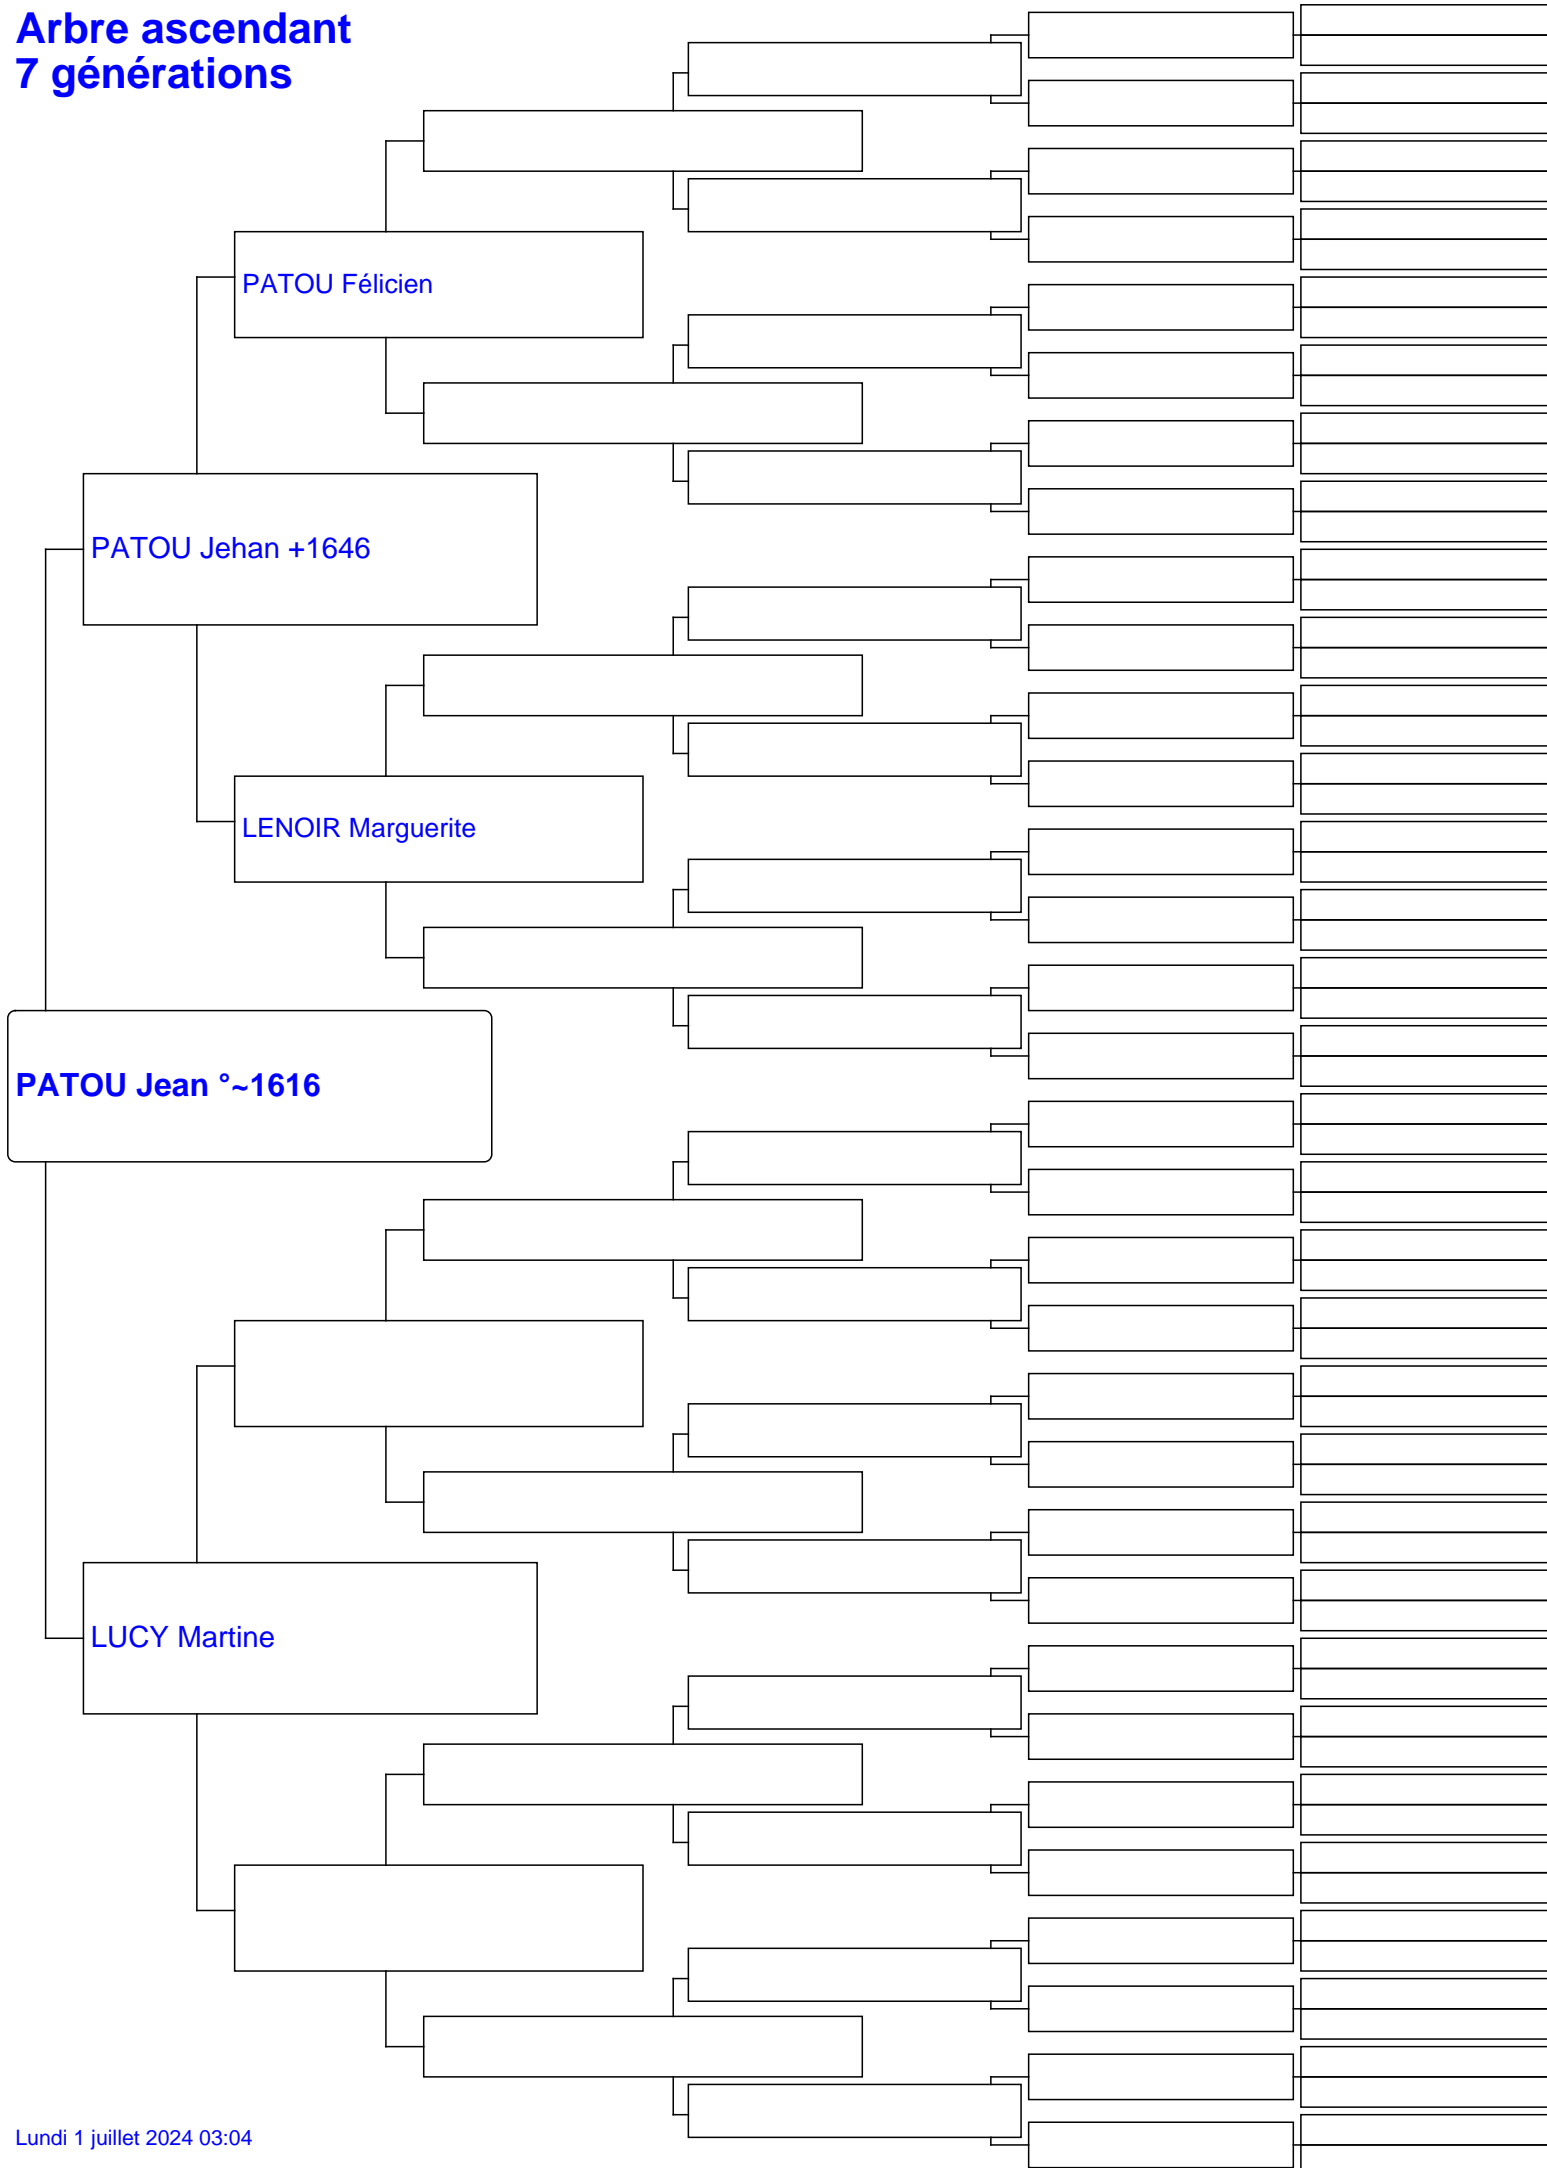 Arbre ascendant
7 générations
PATOU Félicien
PATOU Jehan +1646
LENOIR Marguerite
PATOU Jean °~1616
LUCY Martine
Lundi 1 juillet 2024 03:04